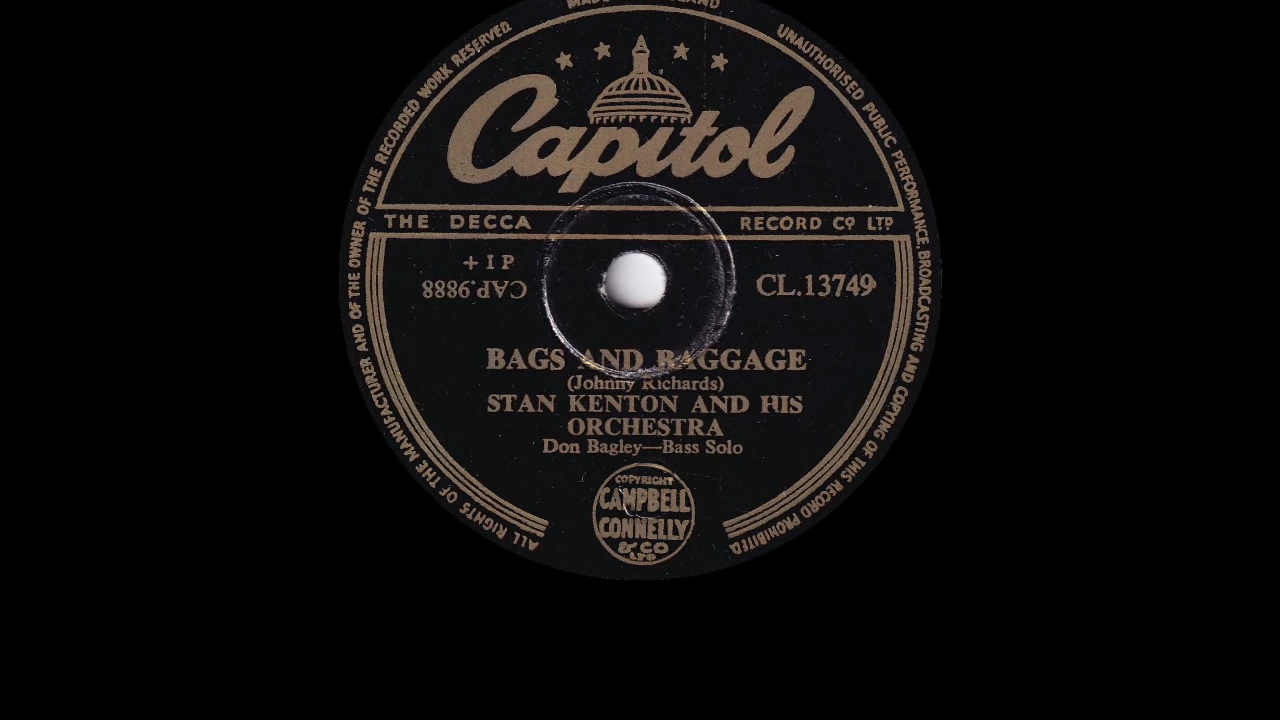 MADE IN ENGLAND
ALL RIGHTS OF THE MANUFACTURER AND OF THE OWNER OF THE RECORDED WORK RESERVED
UNAUTHORISED PUBLIC PERFORMANCE, BROADCASTING AND COPYING OF THIS RECORD PROHIBITED.
Capitol
THE DECCA RECORD CO LTD
+ I P
CAP.9888
CL.13749
BAGS AND BAGGAGE
(Johnny Richards)
STAN KENTON AND HIS
ORCHESTRA
Don Bagley—Bass Solo
COPYRIGHT
CAMPBELL
CONNELLY
& CO
LTD